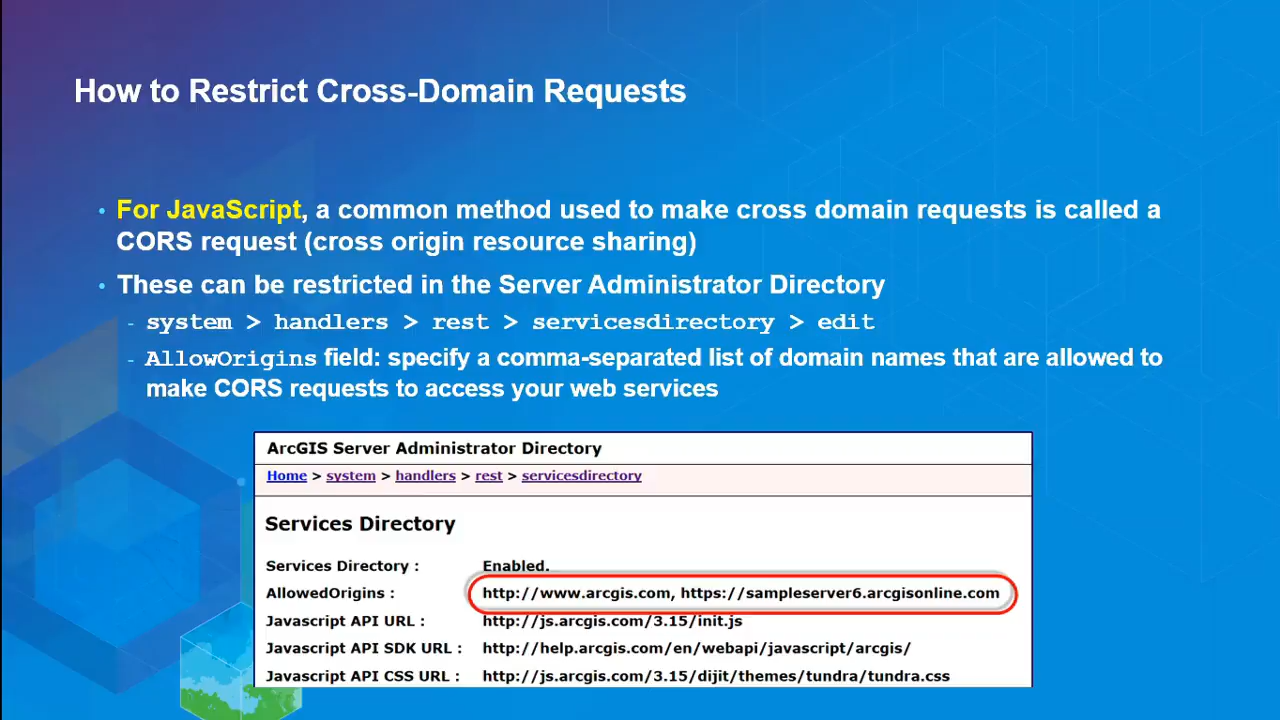 How to Restrict Cross-Domain Requests
• For JavaScript, a common method used to make cross domain requests is called a
CORS request (cross origin resource sharing)
• These can be restricted in the Server Administrator Directory
- system > handlers > rest > servicesdirectory > edit
- AllowOrigins field: specify a comma-separated list of domain names that are allowed to
make CORS requests to access your web services
ArcGIS Server Administrator Directory
Home > system > handlers > rest > servicesdirectory
Services Directory
Services Directory : Enabled.
AllowedOrigins : http://www.arcgis.com, https://sampleserver6.arcgisonline.com
Javascript API URL : http://js.arcgis.com/3.15/init.js
Javascript API SDK URL : http://help.arcgis.com/en/webapi/javascript/arcgis/
Javascript API CSS URL : http://js.arcgis.com/3.15/dijit/themes/tundra/tundra.css